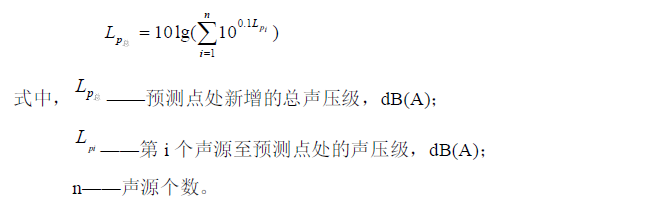 L_{p总} = 10lg(\sum_{i=1}^{n} 10^{0.1L_{pi}})
式中，L_{p总}——预测点处新增的总声压级，dB(A)；
L_{pi}——第 i 个声源至预测点处的声压级，dB(A)；
n——声源个数。